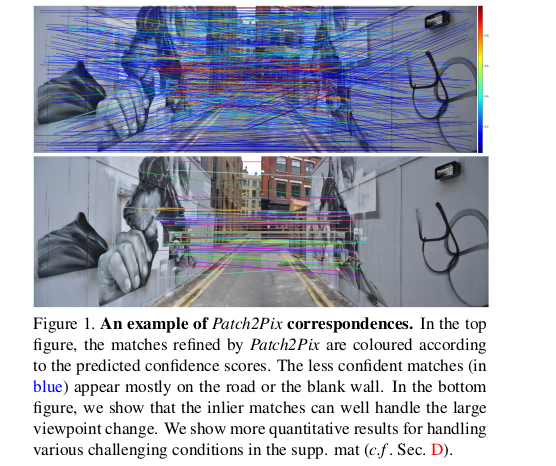 Figure 1. An example of Patch2Pix correspondences. In the top
figure, the matches refined by Patch2Pix are coloured according
to the predicted confidence scores. The less confident matches (in
blue) appear mostly on the road or the blank wall. In the bottom
figure, we show that the inlier matches can well handle the large
viewpoint change. We show more quantitative results for handling
various challenging conditions in the supp. mat (c.f. Sec. D).